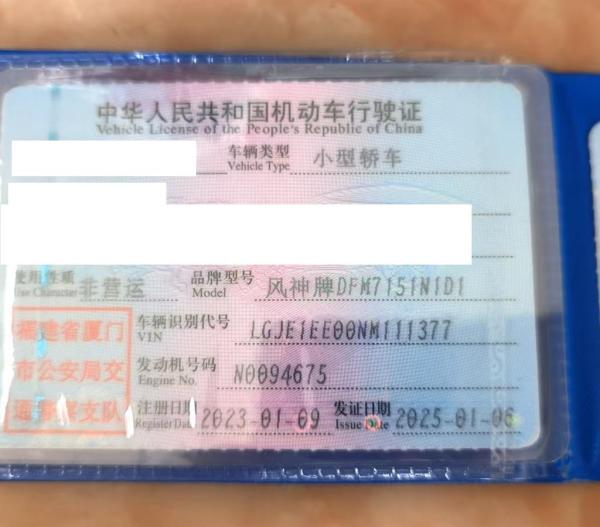 中华人民共和国机动车行驶证
Vehicle License of the People's Republic of China
车辆类型 小型轿车
Vehicle Type
使用性质 非营运
Use Character
品牌型号 风神牌DFM7151N1D1
Model
福建省厦门
市公安局交
通警察支队
车辆识别代号 LGJE1EE00NM111377
VIN
发动机号码 N0094675
Engine No.
注册日期 2023-01-09
Register Date
发证日期 2025-01-06
Issue Date